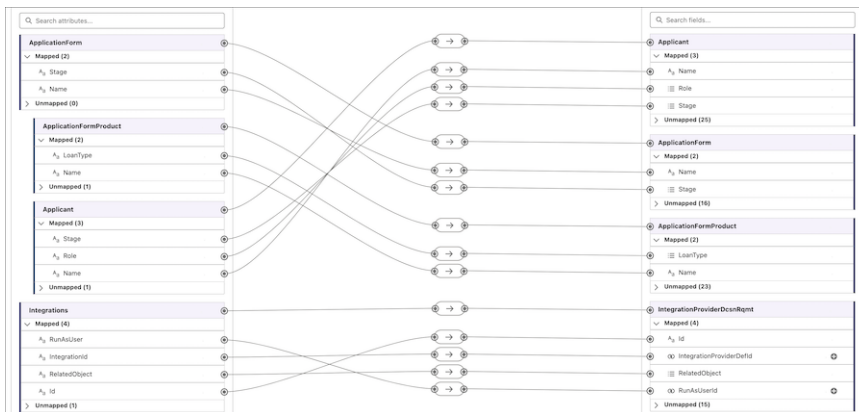 Search attributes...
ApplicationForm
Mapped (2)
Stage
Name
Unmapped (0)
ApplicationFormProduct
Mapped (2)
LoanType
Name
Unmapped (1)
Applicant
Mapped (3)
Stage
Role
Name
Unmapped (1)
Integrations
Mapped (4)
RunAsUser
IntegrationId
RelatedObject
Id
Unmapped (1)
Search fields...
Applicant
Mapped (3)
Name
Role
Stage
Unmapped (25)
ApplicationForm
Mapped (2)
Name
Stage
Unmapped (16)
ApplicationFormProduct
Mapped (2)
LoanType
Name
Unmapped (23)
IntegrationProviderDcsnRqmt
Mapped (4)
Id
IntegrationProviderDefId
RelatedObject
RunAsUserId
Unmapped (15)